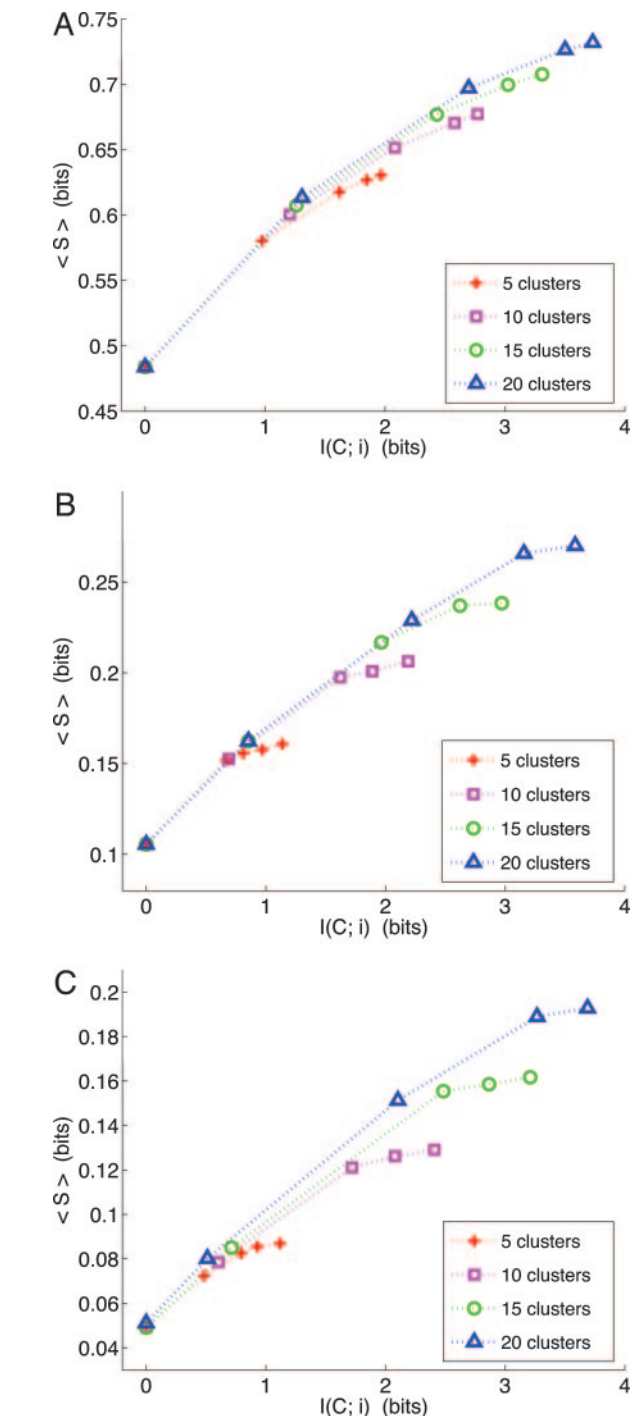 A
0.75
0.7
0.65
0.6
0.55
0.5
0.45
< S > (bits)
5 clusters
10 clusters
15 clusters
20 clusters
0 1 2 3 4
I(C; i) (bits)
B
0.25
0.2
0.15
0.1
< S > (bits)
5 clusters
10 clusters
15 clusters
20 clusters
0 1 2 3 4
I(C; i) (bits)
C
0.2
0.18
0.16
0.14
0.12
0.1
0.08
0.06
0.04
< S > (bits)
5 clusters
10 clusters
15 clusters
20 clusters
0 1 2 3 4
I(C; i) (bits)